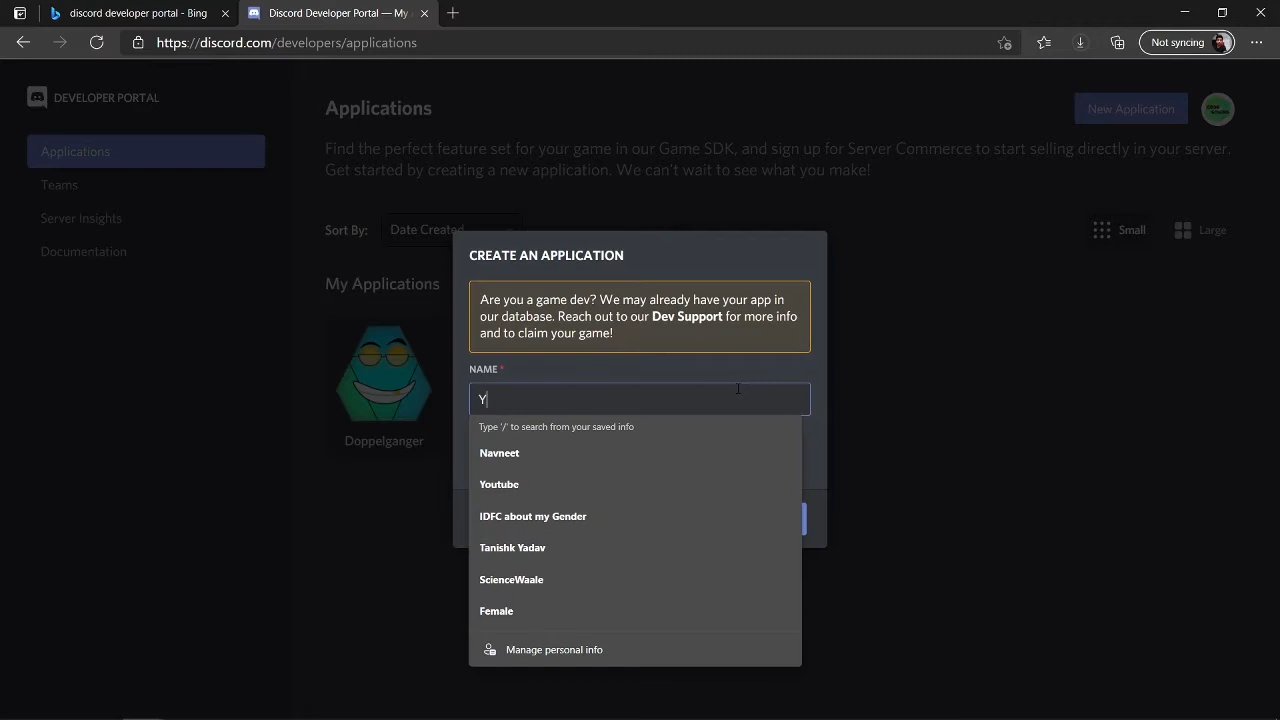 discord developer portal - Bing
Discord Developer Portal — My
https://discord.com/developers/applications
Not syncing
DEVELOPER PORTAL
Applications
Teams
Server Insights
Documentation
Applications
New Application
Find the perfect feature set for your game in our Game SDK, and sign up for Server Commerce to start selling directly in your server.
Get started by creating a new application. We can't wait to see what you make!
Sort By:
Date Created
Small
Large
My Applications
Doppelganger
CREATE AN APPLICATION
Are you a game dev? We may already have your app in
our database. Reach out to our Dev Support for more info
and to claim your game!
NAME *
Y
Type '/' to search from your saved info
Navneet
Youtube
IDFC about my Gender
Tanishk Yadav
ScienceWaale
Female
Manage personal info